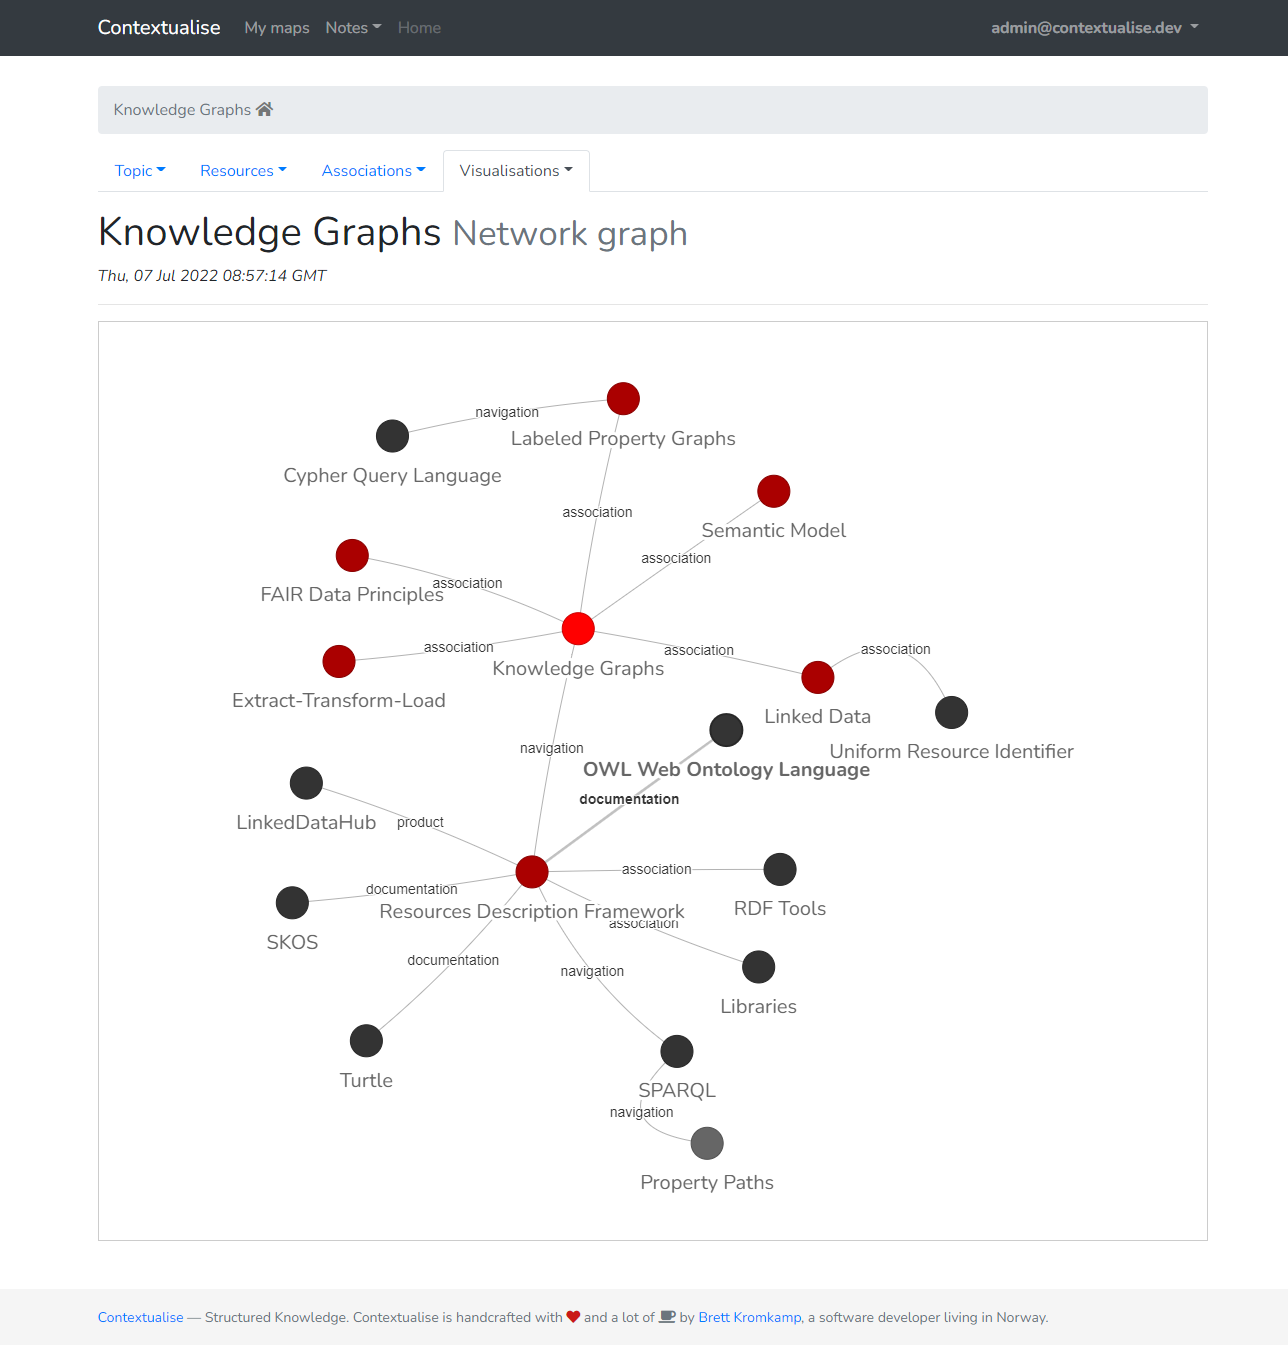 Contextualise My maps Notes Home admin@contextualise.dev
Knowledge Graphs
Topic Resources Associations Visualisations
Knowledge Graphs Network graph
Thu, 07 Jul 2022 08:57:14 GMT
navigation
Labeled Property Graphs
Cypher Query Language
association
Semantic Model
association
association
FAIR Data Principles
association
association
association
Knowledge Graphs
Extract-Transform-Load
Linked Data
navigation
Uniform Resource Identifier
OWL Web Ontology Language
documentation
LinkedDataHub
product
association
documentation
RDF Tools
Resources Description Framework
association
SKOS
documentation
navigation
Libraries
Turtle
SPARQL
navigation
Property Paths
Contextualise — Structured Knowledge. Contextualise is handcrafted with and a lot of by Brett Kromkamp, a software developer living in Norway.